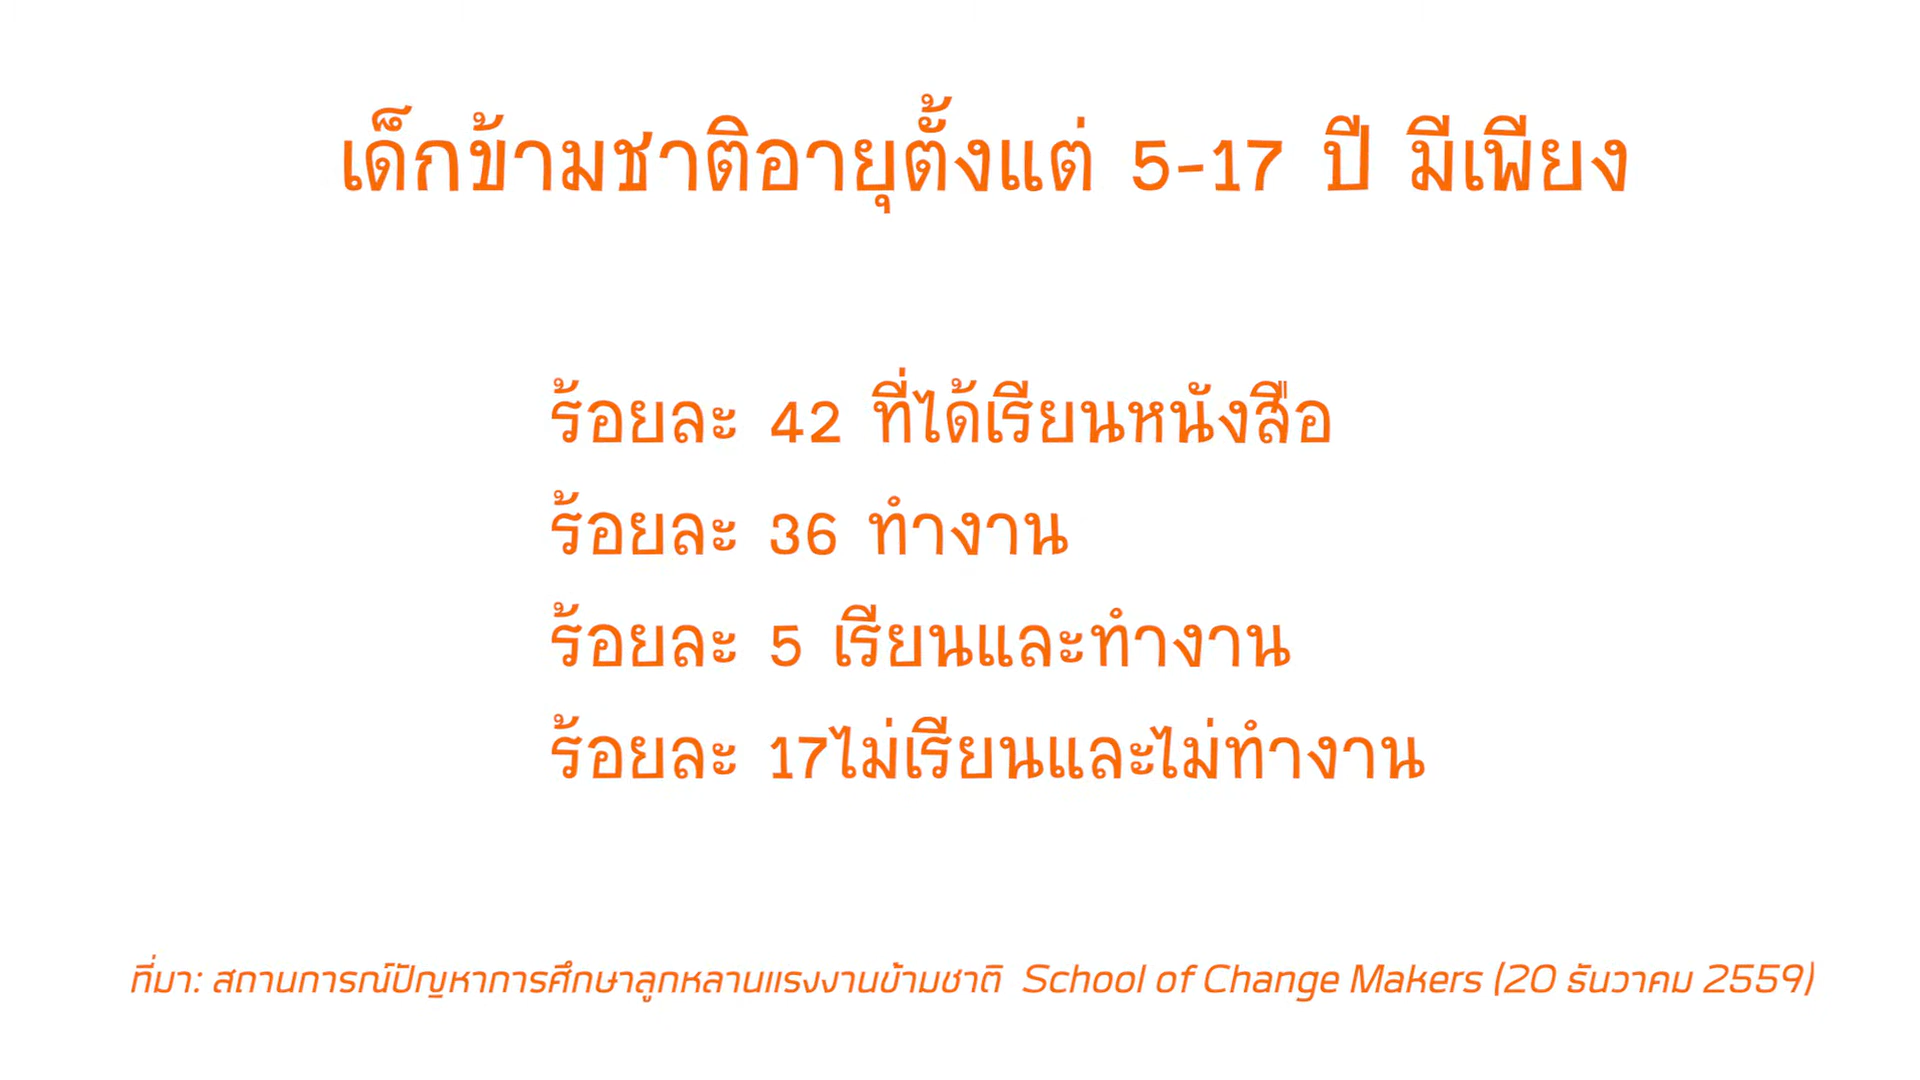 เด็กข้ามชาติอายุตั้งแต่ 5-17 ปี มีเพียง
ร้อยละ 42 ที่ได้เรียนหนังสือ
ร้อยละ 36 ทำงาน
ร้อยละ 5 เรียนและทำงาน
ร้อยละ 17ไม่เรียนและไม่ทำงาน
ที่มา: สถานการณ์ปัญหาการศึกษาลูกหลานแรงงานข้ามชาติ School of Change Makers (20 ธันวาคม 2559)